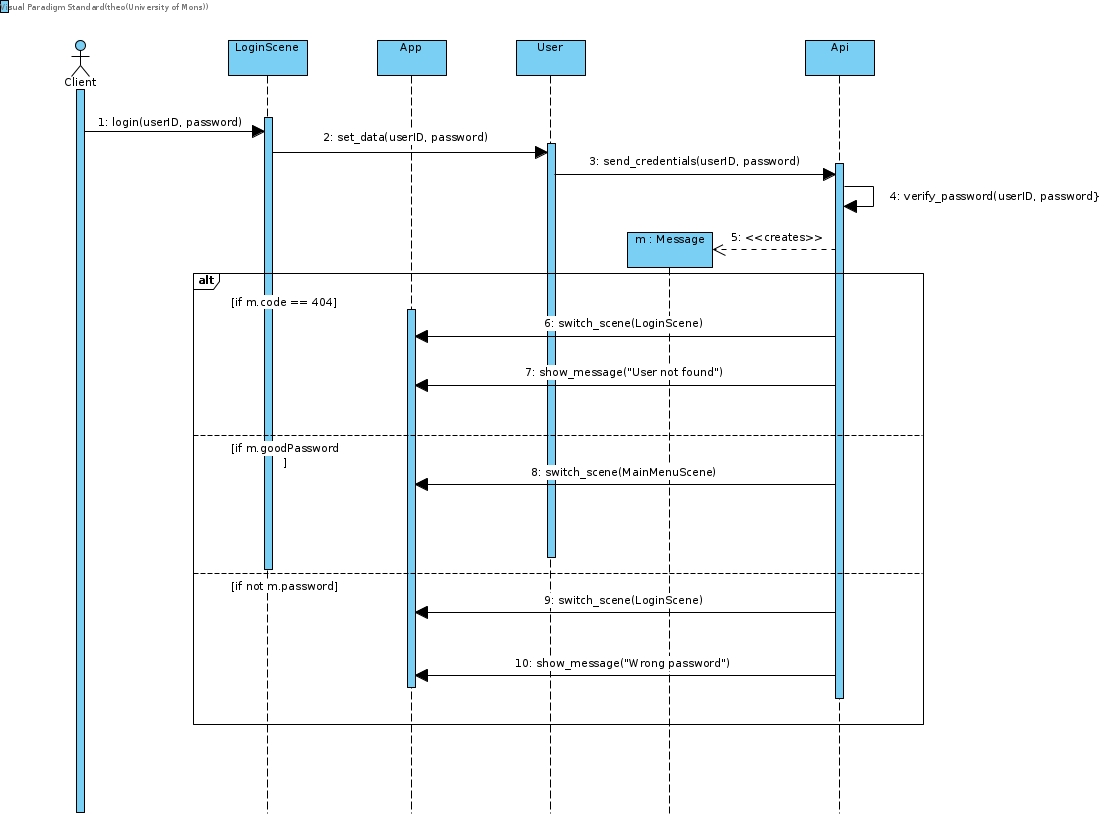 Visual Paradigm Standard(theo(University of Mons))
LoginScene
App
User
Api
Client
1: login(userID, password)
2: set_data(userID, password)
3: send_credentials(userID, password)
4: verify_password(userID, password}
5: <<creates>>
m : Message
alt
[if m.code == 404]
6: switch_scene(LoginScene)
7: show_message("User not found")
[if m.goodPassword
]
8: switch_scene(MainMenuScene)
[if not m.password]
9: switch_scene(LoginScene)
10: show_message("Wrong password")